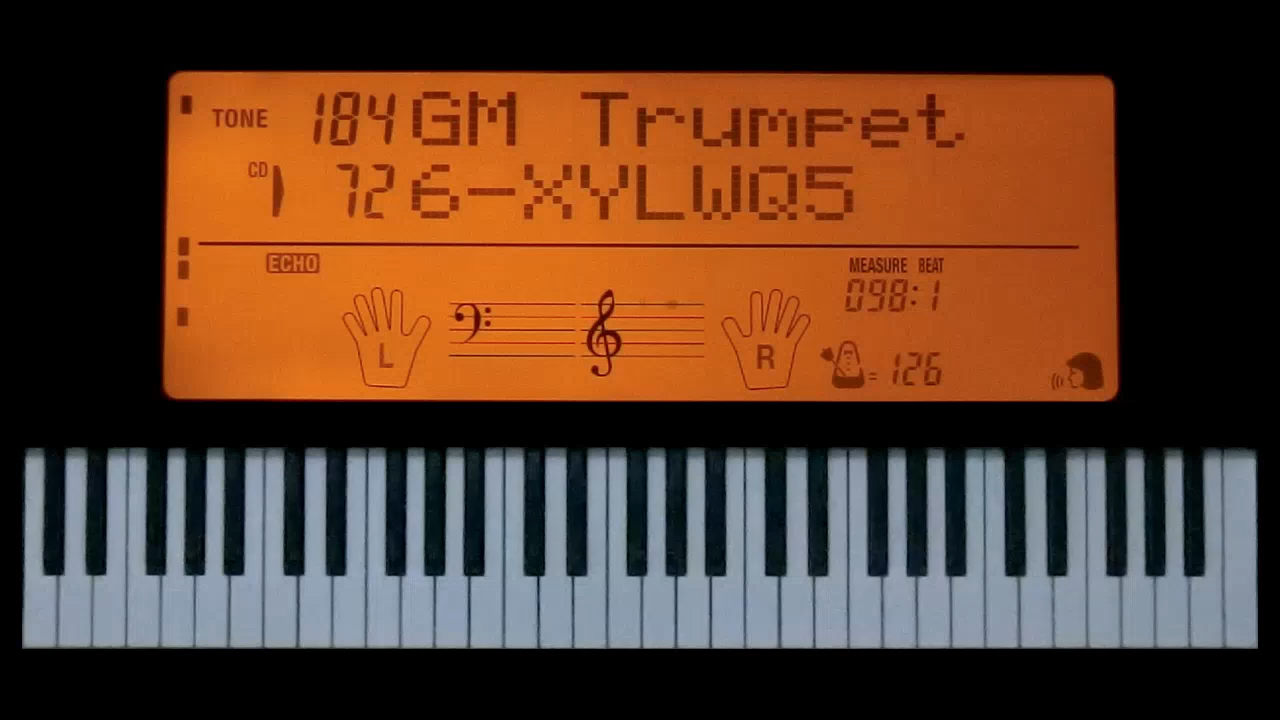 TONE 184 GM Trumpet
CD 726-XYLWQ5
ECHO
MEASURE BEAT
098:1
L
R
= 126